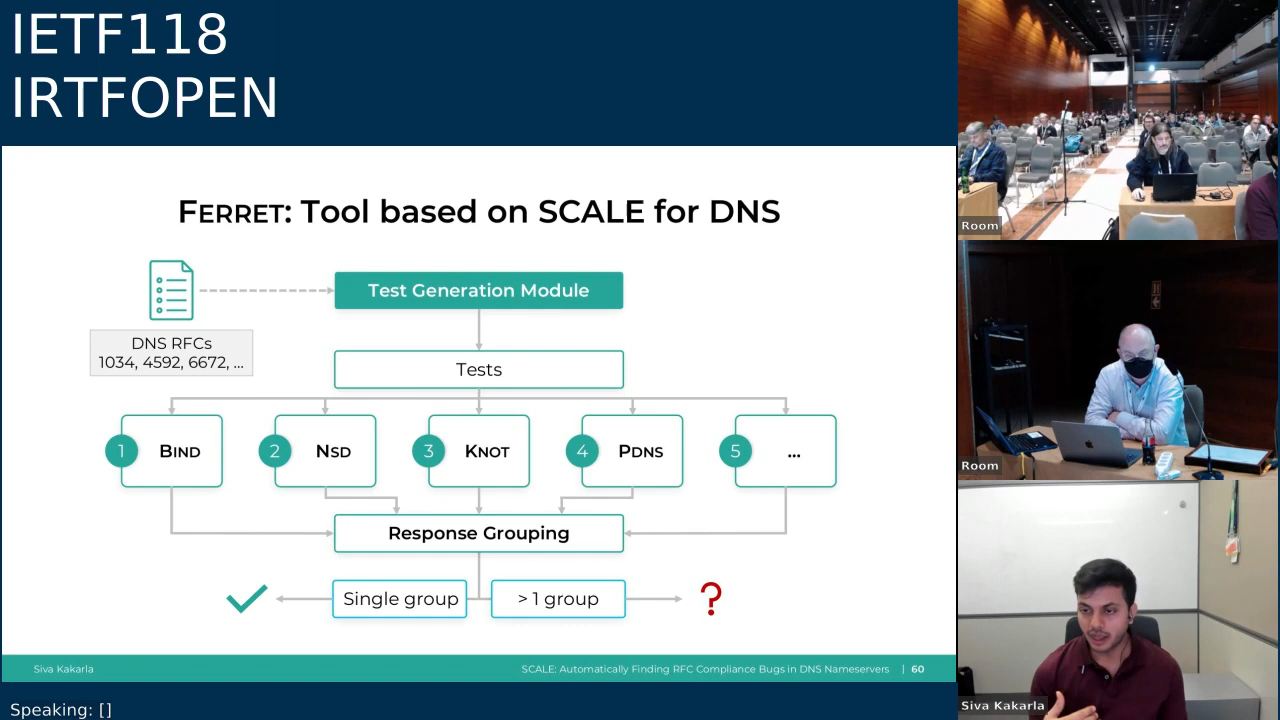 IETF118
IRTFOPEN
FERRET: Tool based on SCALE for DNS
Test Generation Module
DNS RFCs
1034, 4592, 6672, ...
Tests
1 BIND
2 NSD
3 KNOT
4 PDNS
5 ...
Response Grouping
Single group
> 1 group
?
Siva Kakarla
SCALE: Automatically Finding RFC Compliance Bugs in DNS Nameservers | 60
Speaking: []
Room
Room
Siva Kakarla